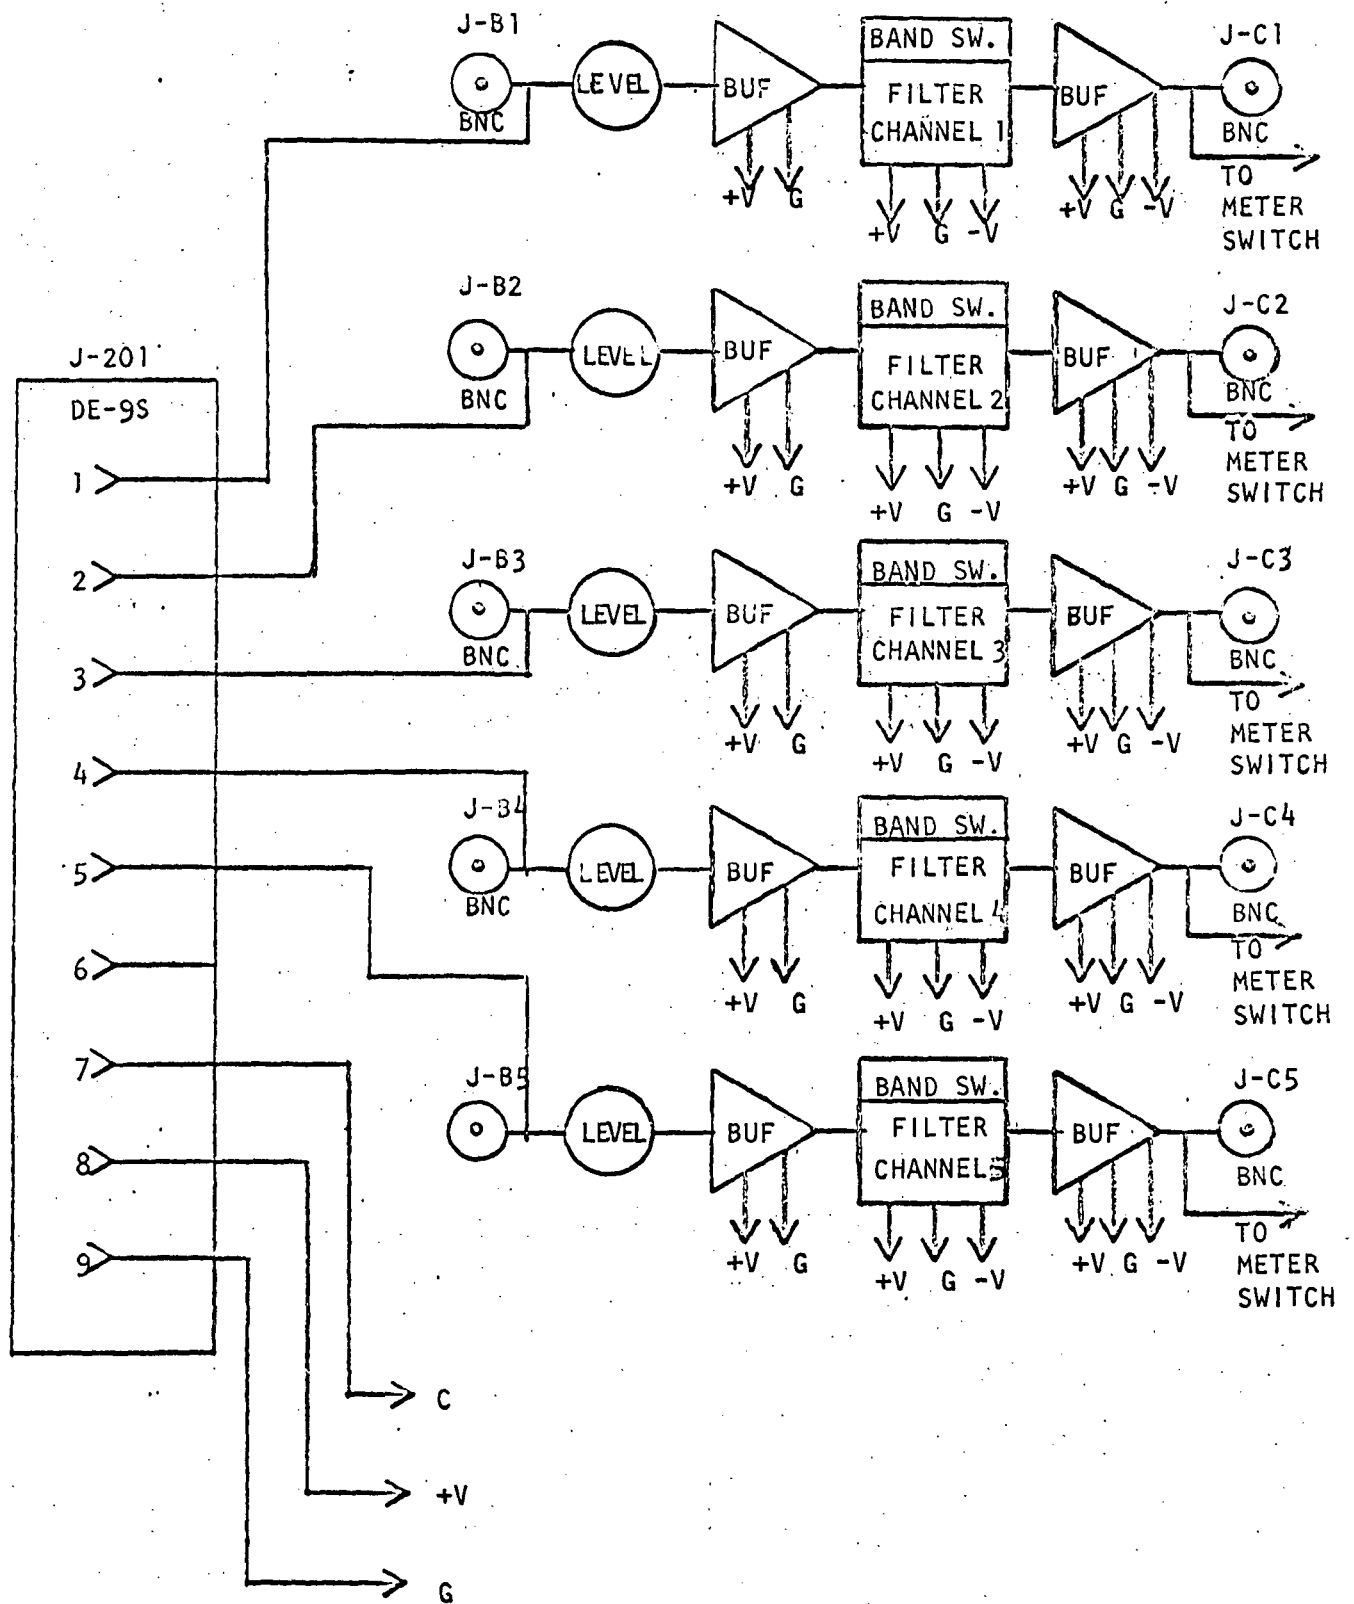 J-B1
BNC
LEVEL
BUF
+V G
BAND SW.
FILTER
CHANNEL 1
+V G -V
BUF
+V G -V
J-C1
BNC
TO
METER
SWITCH
J-B2
BNC
LEVEL
BUF
+V G
BAND SW.
FILTER
CHANNEL 2
+V G -V
BUF
+V G -V
J-C2
BNC
TO
METER
SWITCH
J-201
DE-9S
1
2
3
4
5
6
7
8
9
J-B3
BNC
LEVEL
BUF
+V G
BAND SW.
FILTER
CHANNEL 3
+V G -V
BUF
+V G -V
J-C3
BNC
TO
METER
SWITCH
J-B4
BNC
LEVEL
BUF
+V G
BAND SW.
FILTER
CHANNEL 4
+V G -V
BUF
+V G -V
J-C4
BNC
TO
METER
SWITCH
J-B5
LEVEL
BUF
+V G
BAND SW.
FILTER
CHANNEL 5
+V G -V
BUF
+V G -V
J-C5
BNC
TO
METER
SWITCH
C
+V
G